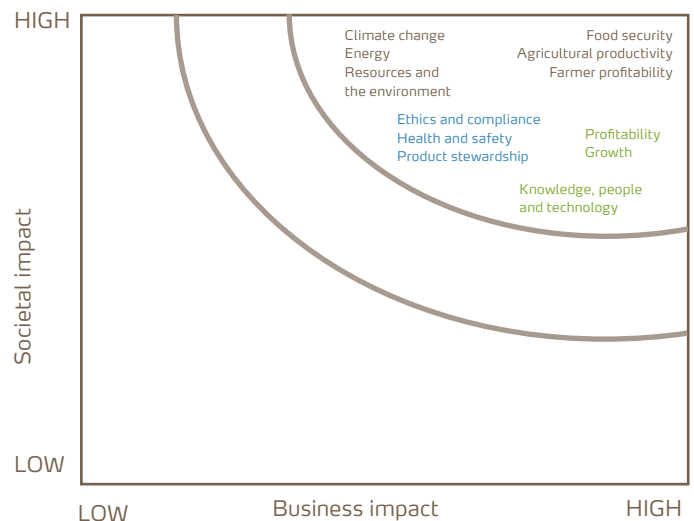 HIGH
Climate change
Energy
Resources and
the environment
Food security
Agricultural productivity
Farmer profitability
Ethics and compliance
Health and safety
Product stewardship
Profitability
Growth
Knowledge, people
and technology
Societal impact
LOW
LOW
Business impact
HIGH